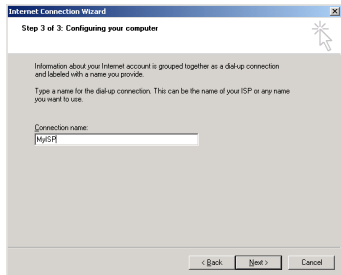 Internet Connection Wizard
Step 3 of 3: Configuring your computer
Information about your Internet account is grouped together as a dial-up connection
and labeled with a name you provide.
Type a name for the dial-up connection. This can be the name of your ISP or any name
you want to use.
Connection name:
MyISP
< Back Next > Cancel